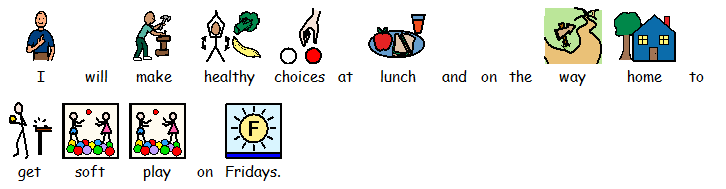 I will make healthy choices at lunch and on the way home to
F
get soft play on Fridays.